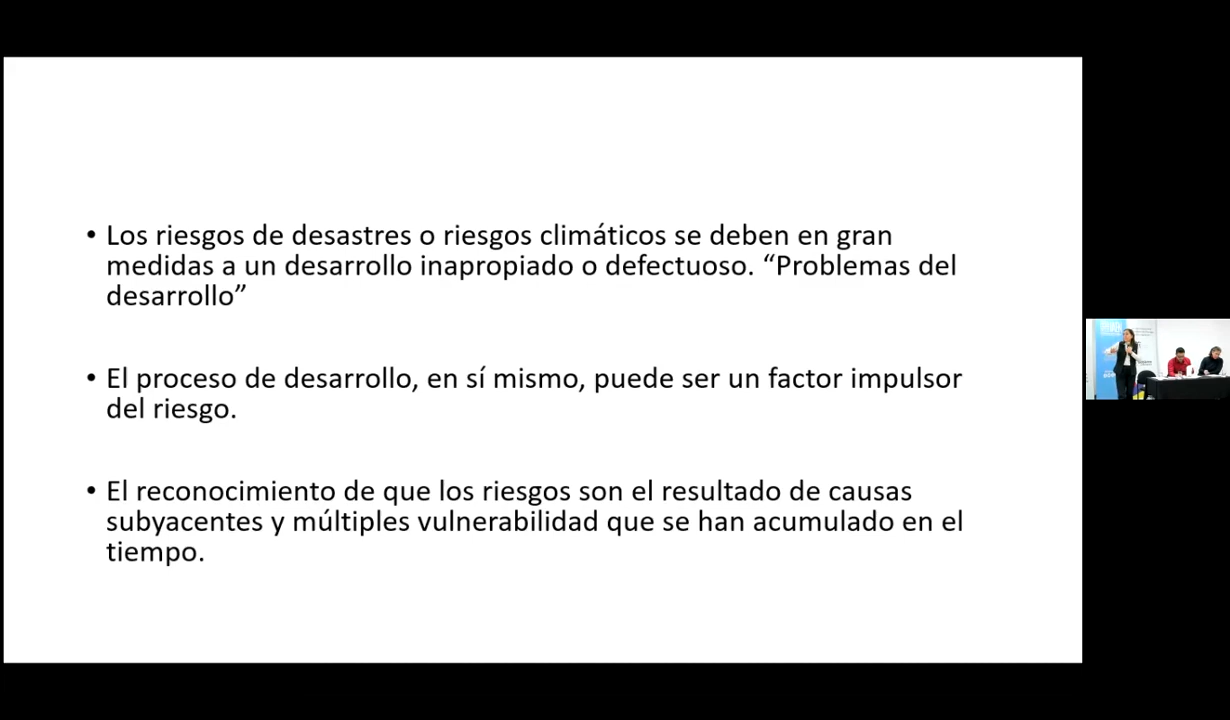 • Los riesgos de desastres o riesgos climáticos se deben en gran
medidas a un desarrollo inapropiado o defectuoso. “Problemas del
desarrollo”
• El proceso de desarrollo, en sí mismo, puede ser un factor impulsor
del riesgo.
• El reconocimiento de que los riesgos son el resultado de causas
subyacentes y múltiples vulnerabilidad que se han acumulado en el
tiempo.